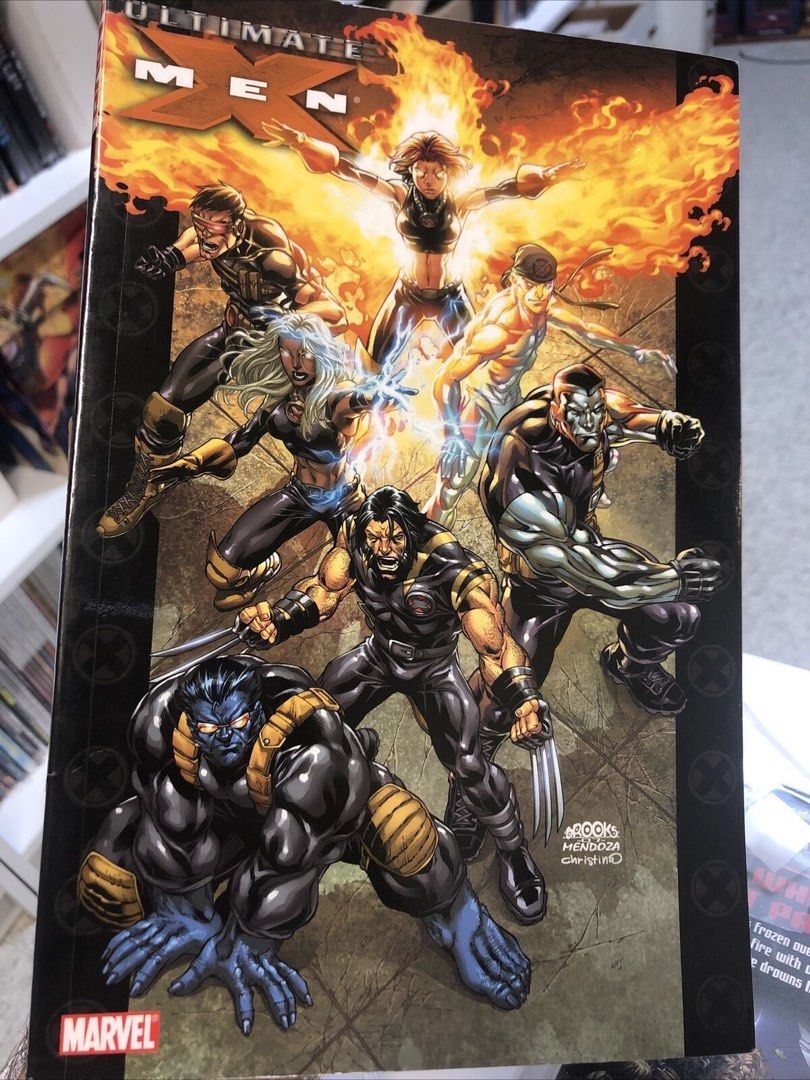 ULTIMATE
X
MEN®
BROOKS
MENDOZA
christina
MARVEL®
frozen ove
fire with
e drowns